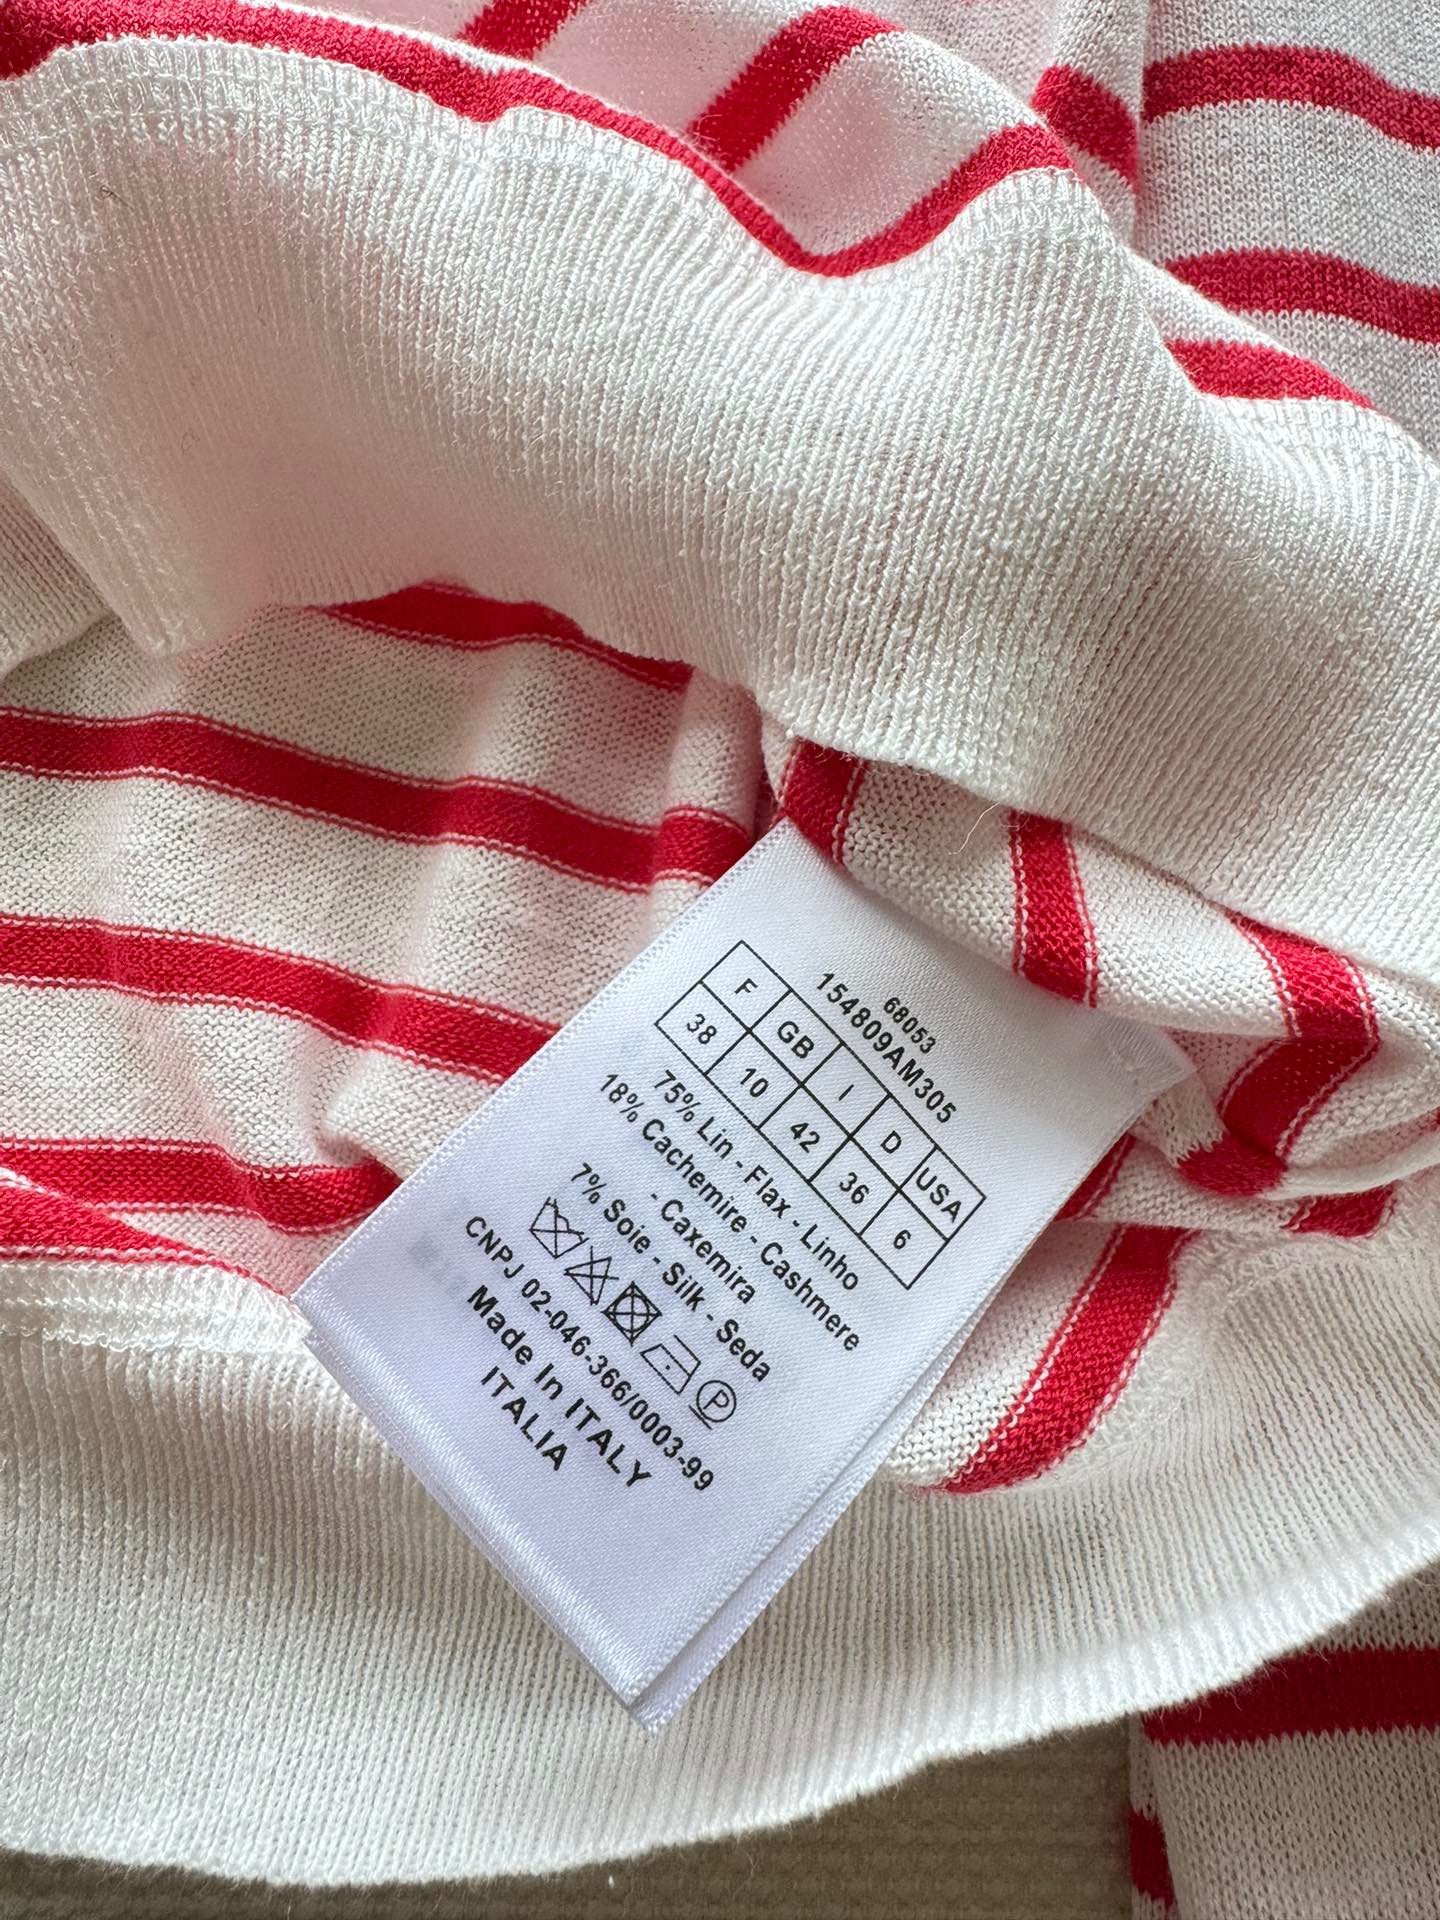 68053
154809AM305
F GB I D USA
38 10 42 36 6
75% Lin - Flax - Linho
18% Cachemire - Cashmere
- Caxemira
7% Soie - Silk - Seda
P
CNPJ 02-046-366/0003-99
Made In ITALY
ITALIA